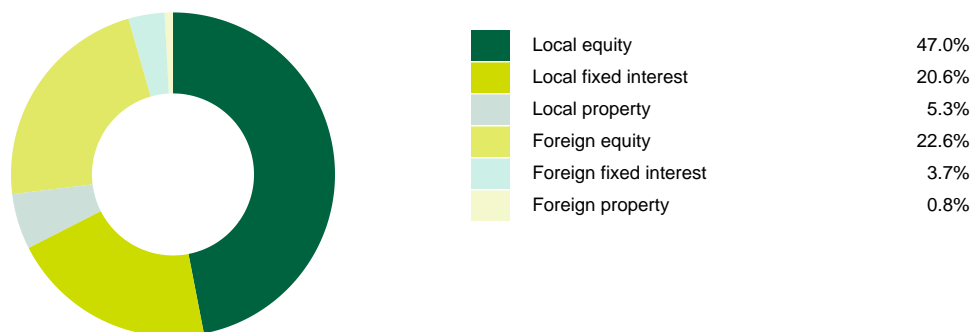 Local equity 47.0%
Local fixed interest 20.6%
Local property 5.3%
Foreign equity 22.6%
Foreign fixed interest 3.7%
Foreign property 0.8%